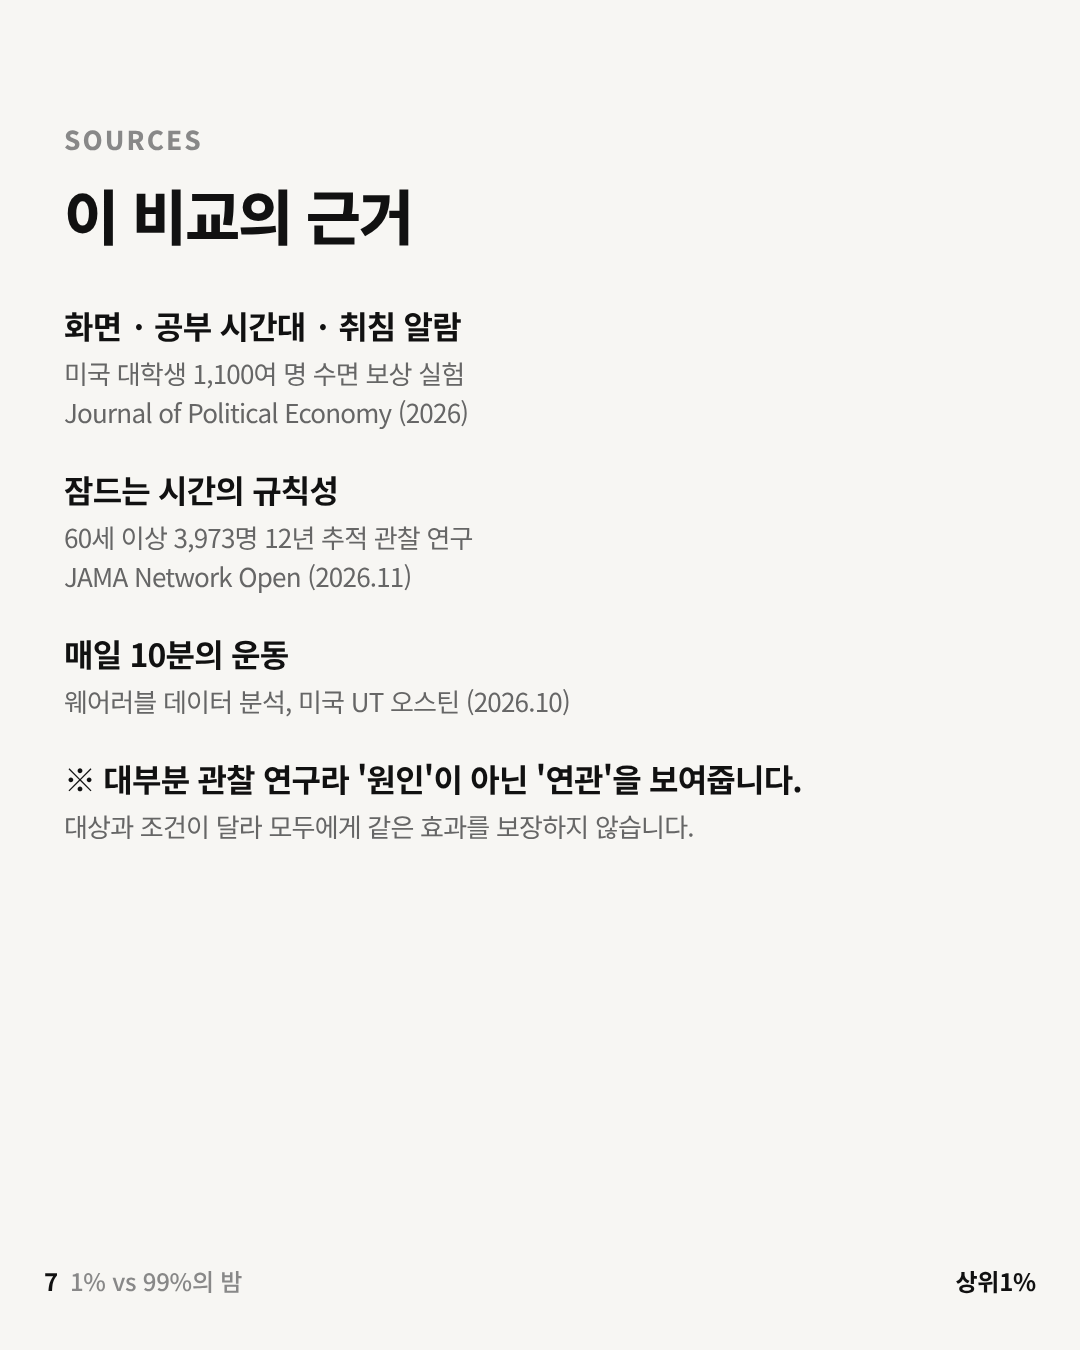 SOURCES
이 비교의 근거
화면 · 공부 시간대 · 취침 알람
미국 대학생 1,100여 명 수면 보상 실험
Journal of Political Economy (2026)
잠드는 시간의 규칙성
60세 이상 3,973명 12년 추적 관찰 연구
JAMA Network Open (2026.11)
매일 10분의 운동
웨어러블 데이터 분석, 미국 UT 오스틴 (2026.10)
※ 대부분 관찰 연구라 '원인'이 아닌 '연관'을 보여줍니다.
대상과 조건이 달라 모두에게 같은 효과를 보장하지 않습니다.
7 1% vs 99%의 밤
상위1%